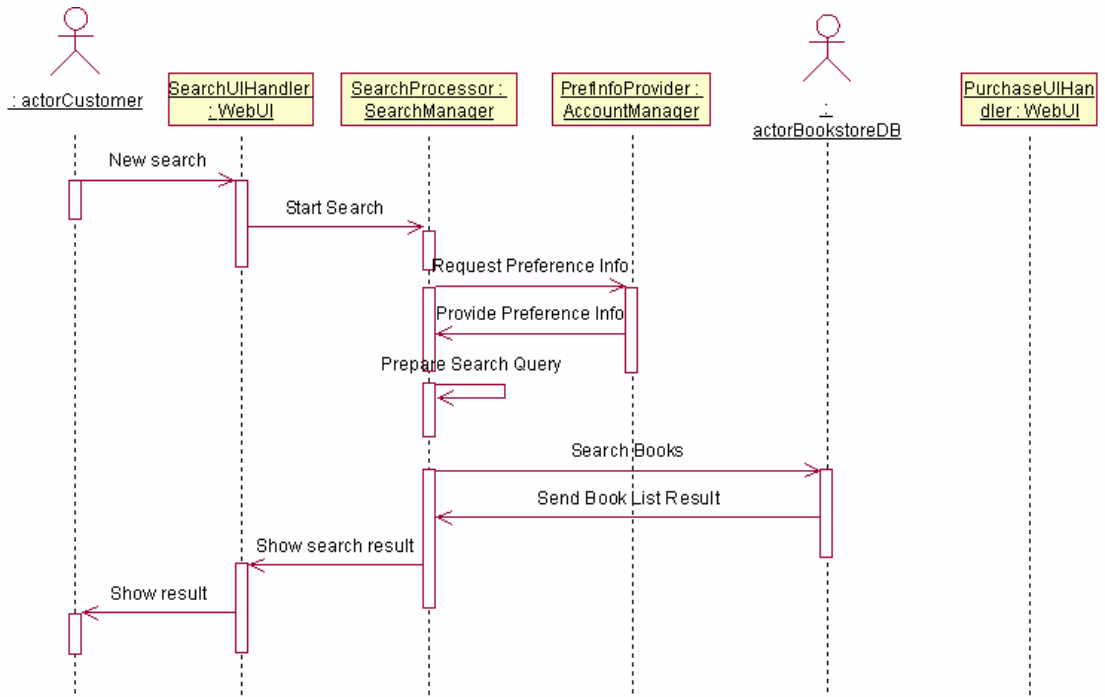 : actorCustomer
SearchUIHandler
: WebUI
SearchProcessor :
SearchManager
PrefInfoProvider :
AccountManager
:
actorBookstoreDB
PurchaseUIHan
dler : WebUI
New search
Start Search
Request Preference Info
Provide Preference Info
Prepare Search Query
Search Books
Send Book List Result
Show search result
Show result